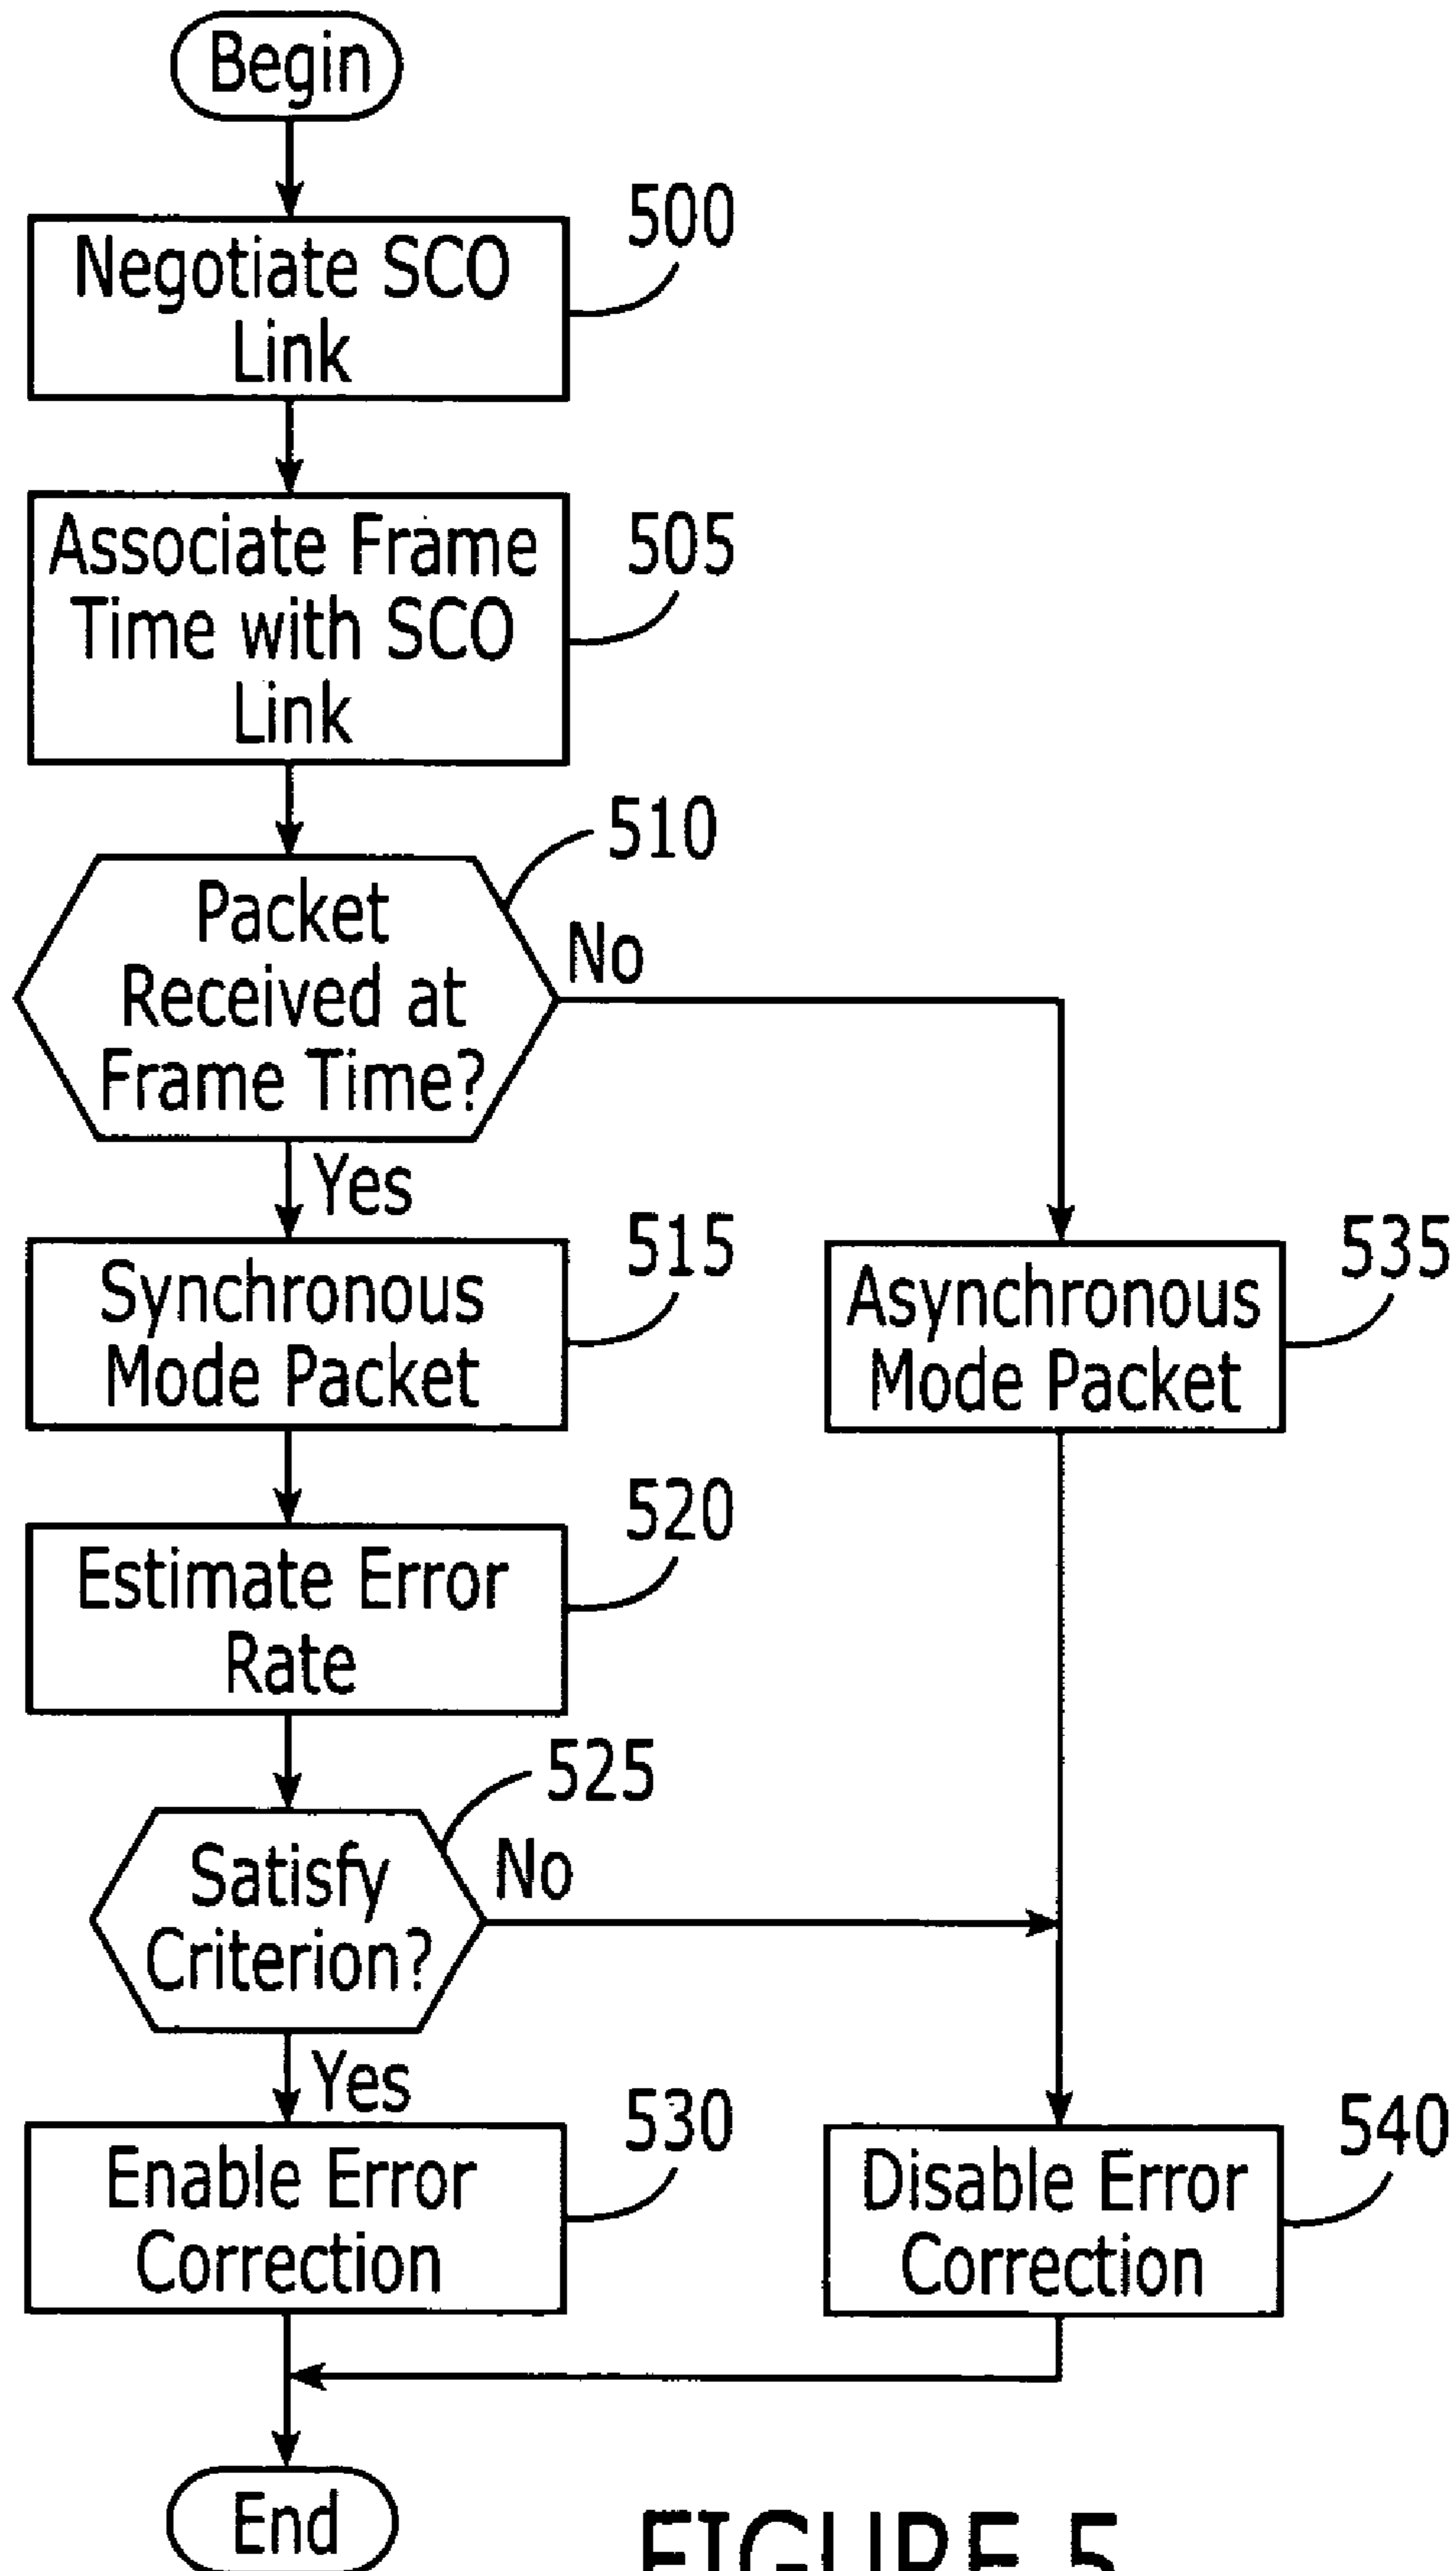 Begin
Negotiate SCO
Link
500
Associate Frame
Time with SCO
Link
505
Packet
Received at
Frame Time?
510
No
Yes
Synchronous
Mode Packet
515
Asynchronous
Mode Packet
535
Estimate Error
Rate
520
Satisfy
Criterion?
525
No
Yes
Enable Error
Correction
530
Disable Error
Correction
540
End
FIGURE 5